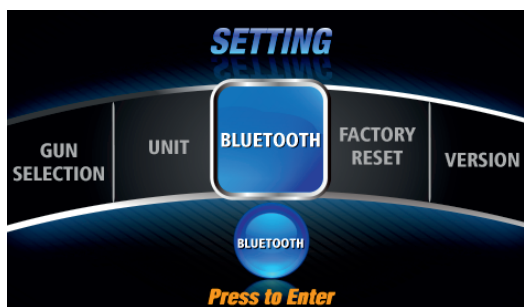 SETTING
GUN
SELECTION
UNIT
BLUETOOTH
FACTORY
RESET
VERSION
BLUETOOTH
Press to Enter